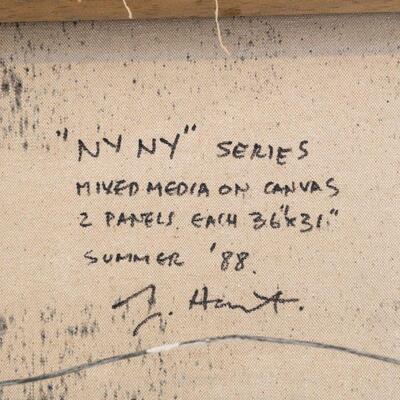 "NY NY" SERIES
MIXED MEDIA ON CANVAS
2 PANELS. EACH 36"x31"
SUMMER '88.